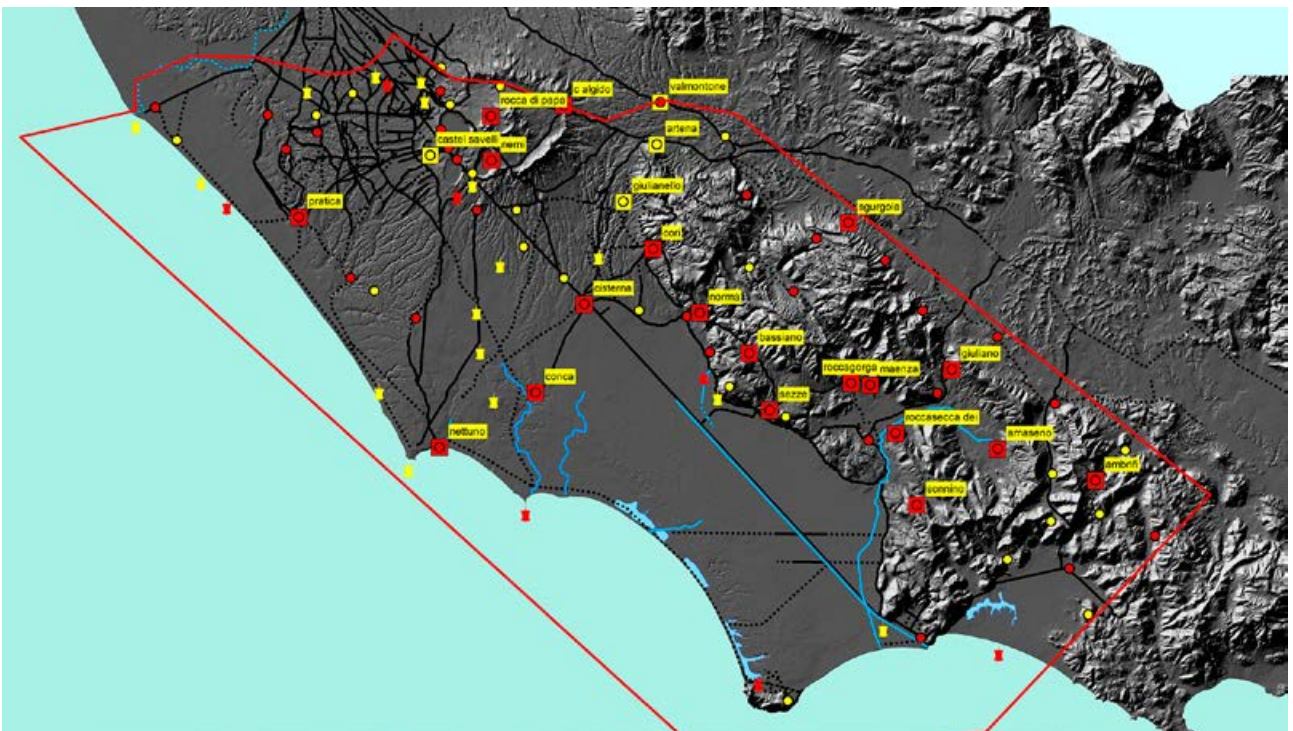 valmontone
c algido
rocca di papa
artena
castel savelli
nemi
giulianello
pratica
sgurgola
cori
cisterna
norma
bassiano
giuliano
roccagorga
maenza
conca
sezze
roccasecca dei
nettuno
amaseno
ambrifi
sonnino